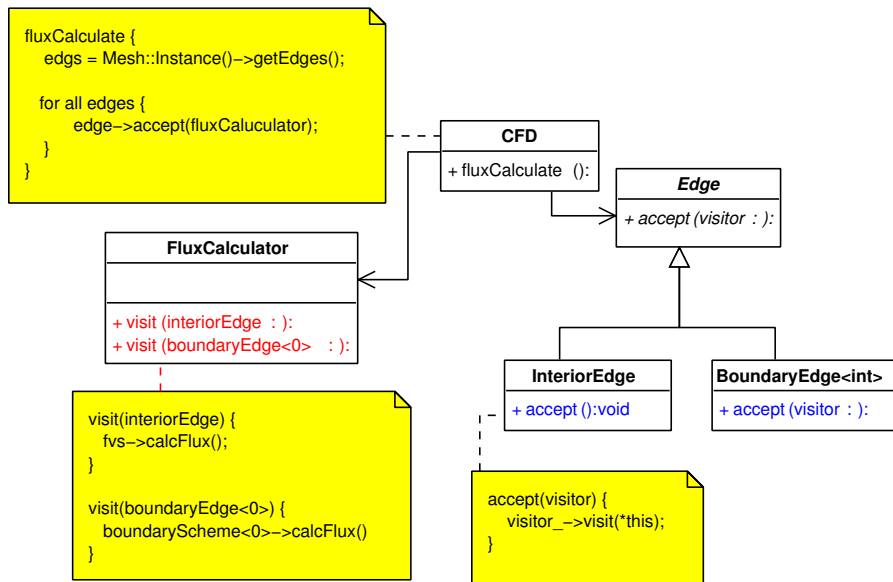 fluxCalculate {
edgs = Mesh::Instance()->getEdges();
for all edges {
edge->accept(fluxCaluculator);
}
}
CFD
+ fluxCalculate ():
Edge
+ accept (visitor : ):
FluxCalculator
+ visit (interiorEdge : ):
+ visit (boundaryEdge<0> : ):
InteriorEdge
+ accept ():void
BoundaryEdge<int>
+ accept (visitor : ):
visit(interiorEdge) {
fvs->calcFlux();
}
visit(boundaryEdge<0>) {
boundaryScheme<0>->calcFlux()
}
accept(visitor) {
visitor_->visit(*this);
}